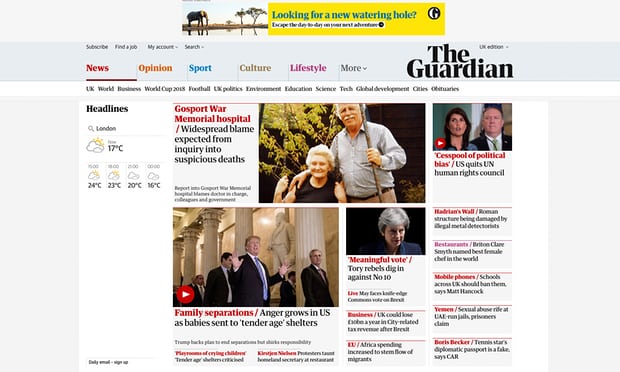 Looking for a new watering hole?
Escape the day-to-day on your next adventure →
Subscribe Find a job My account Search UK edition
The
Guardian
News Opinion Sport Culture Lifestyle More
UK World Business World Cup 2018 Football UK politics Environment Education Science Tech Global development Cities Obituaries
Headlines
London
Now
17°C
15:00 18:00 21:00 00:00
24°C 23°C 20°C 16°C
Daily email - sign up
Gosport War
Memorial hospital
/ Widespread blame
expected from
inquiry into
suspicious deaths
Report into Gosport War Memorial
hospital blames doctor in charge,
colleagues and government
'Cesspool of political
bias' / US quits UN
human rights council
Family separations / Anger grows in US
as babies sent to 'tender age' shelters
Trump backs plan to end separations but shirks responsibility
'Playrooms of crying children'
'Tender age' shelters criticised
Kirstjen Nielsen Protesters taunt
homeland secretary at restaurant
'Meaningful vote' /
Tory rebels dig in
against No 10
Live May faces knife-edge
Commons vote on Brexit
Business / UK could lose
£10bn a year in City-related
tax revenue after Brexit
EU / Africa spending
increased to stem flow of
migrants
Hadrian's Wall / Roman
structure being damaged by
illegal metal detectorists
Restaurants / Briton Clare
Smyth named best female
chef in the world
Mobile phones / Schools
across UK should ban them,
says Matt Hancock
Yemen / Sexual abuse rife at
UAE-run jails, prisoners
claim
Boris Becker / Tennis star's
diplomatic passport is a fake,
says CAR